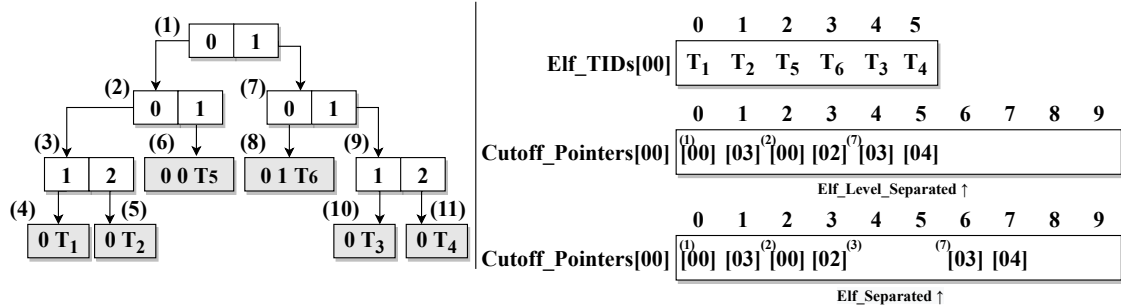 (1)
0 1
(2)
0 1
(7)
0 1
(3)
1 2
(6)
0 0 T5
(8)
0 1 T6
(9)
1 2
(4)
0 T1
(5)
0 T2
(10)
0 T3
(11)
0 T4
0 1 2 3 4 5
Elf_TIDs[00] T1 T2 T5 T6 T3 T4
0 1 2 3 4 5 6 7 8 9
Cutoff_Pointers[00] (1) [00] [03] (2) [00] [02] (7) [03] [04]
Elf_Level_Separated ↑
0 1 2 3 4 5 6 7 8 9
Cutoff_Pointers[00] (1) [00] [03] (2) [00] [02] (3) (7) [03] [04]
Elf_Separated ↑